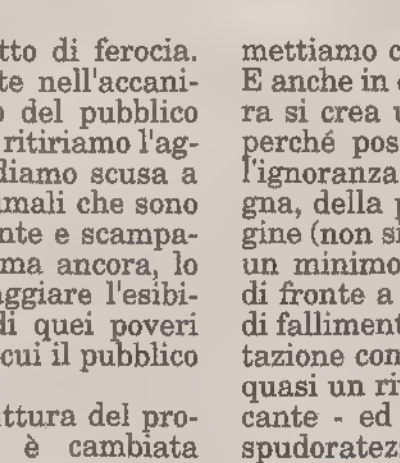 tto di ferocia.
te nell'accani-
del pubblico
ritiriamo l'ag-
diamo scusa a
imali che sono
nte e scampa-
ma ancora, lo
aggiare l'esibi-
di quei poveri
cui il pubblico
ttura del pro-
è cambiata
mettiamo c
E anche in
ra si crea
perché pos
l'ignoranza
gna, della
gine (non si
un minimo
di fronte a
di falliment
tazione con
quasi un ri
cante - ed
spudoratez